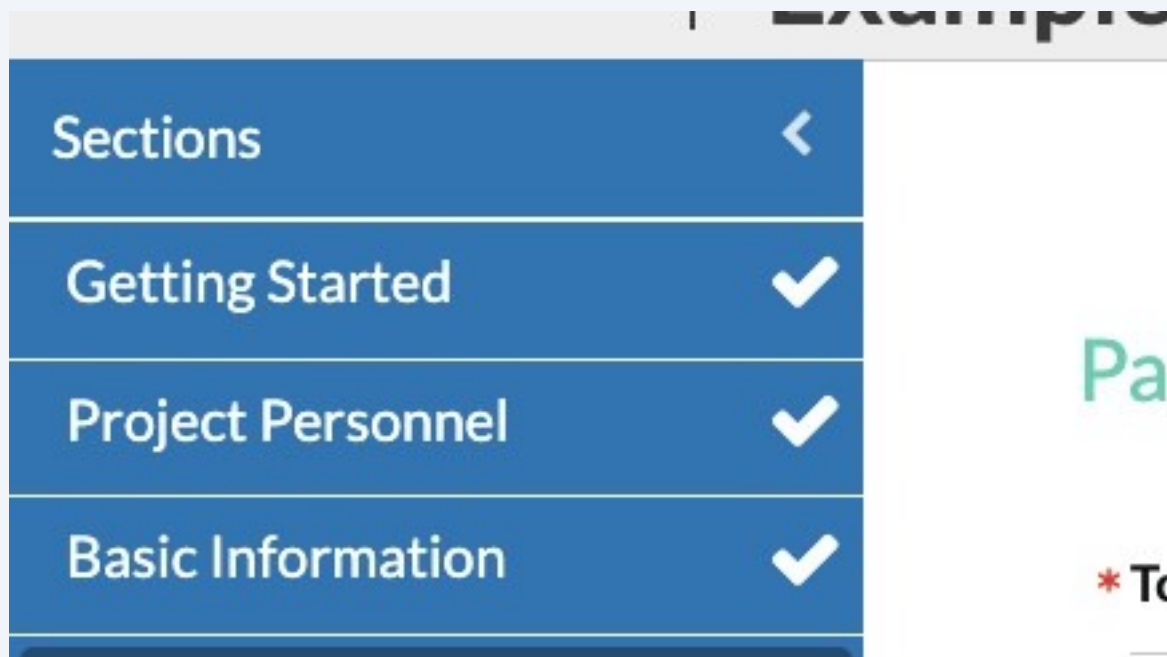 Sections
Getting Started
Project Personnel
Basic Information